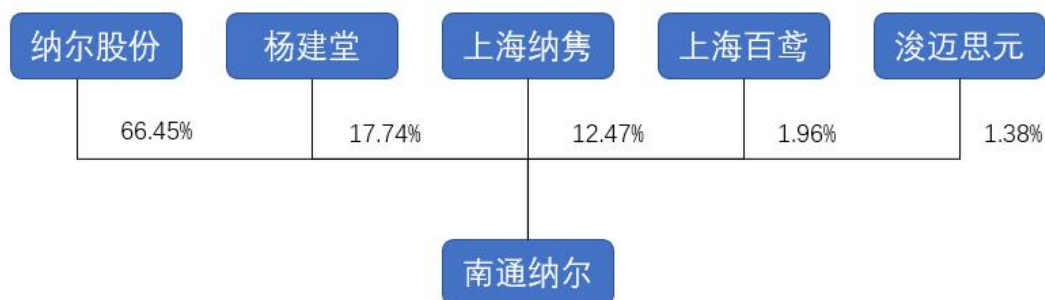 纳尔股份
杨建堂
上海纳隽
上海百鸢
浚迈思元
66.45%
17.74%
12.47%
1.96%
1.38%
南通纳尔